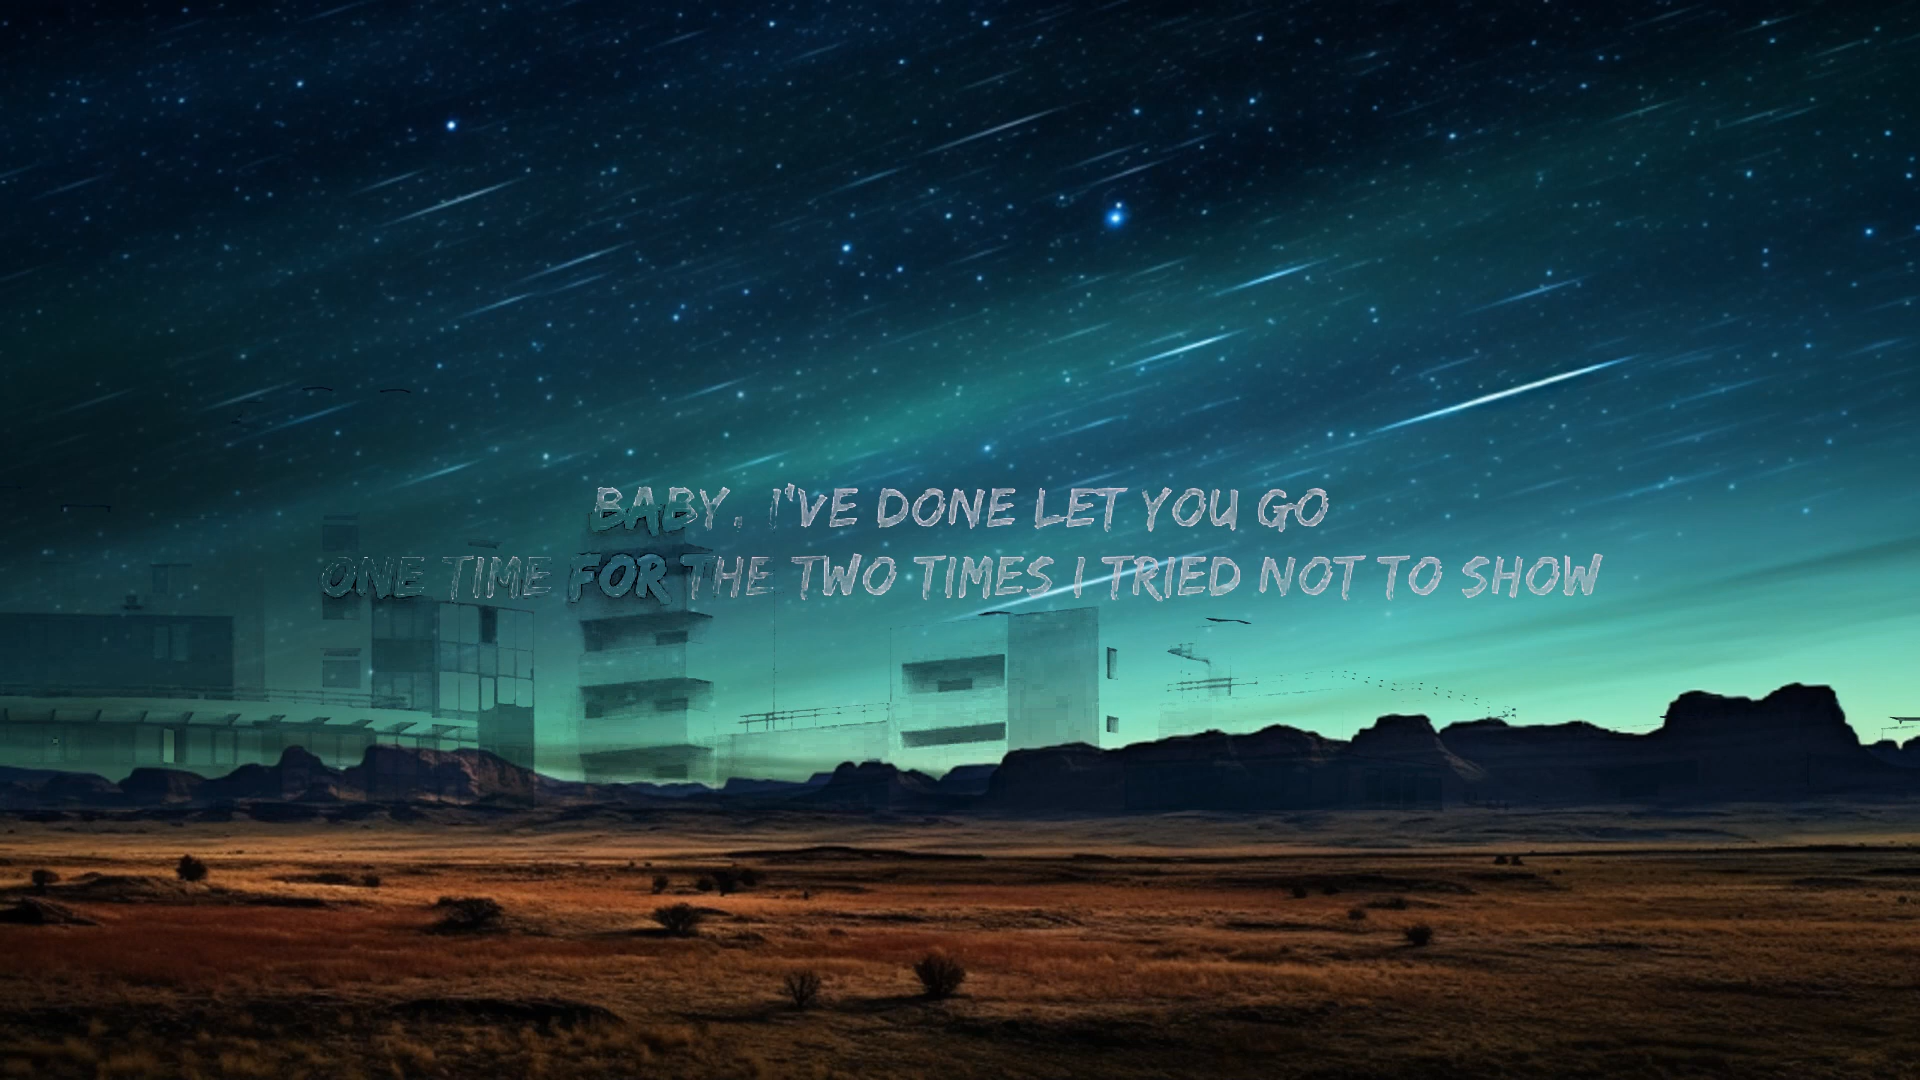 BABY, I'VE DONE LET YOU GO
ONE TIME FOR THE TWO TIMES I TRIED NOT TO SHOW